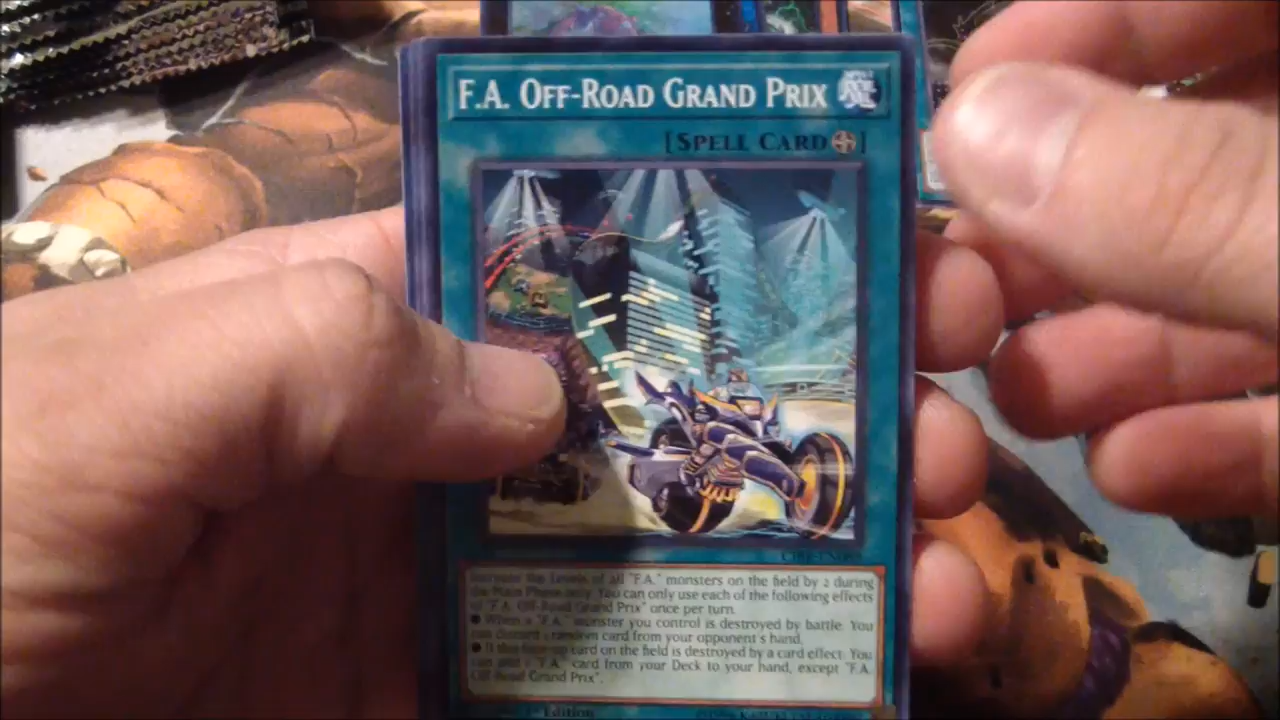 F.A. OFF-ROAD GRAND PRIX
[SPELL CARD]
Increase the Levels of all "F.A." monsters on the field by 2 during
the Main Phase only. You can only use each of the following effects
of "F.A. Off-Road Grand Prix" once per turn.
● When a "F.A." monster you control is destroyed by battle: You
can discard 1 random card from your opponent's hand.
● If this face-up card on the field is destroyed by a card effect: You
can add 1 "F.A." card from your Deck to your hand, except "F.A.
Off-Road Grand Prix".
1st Edition